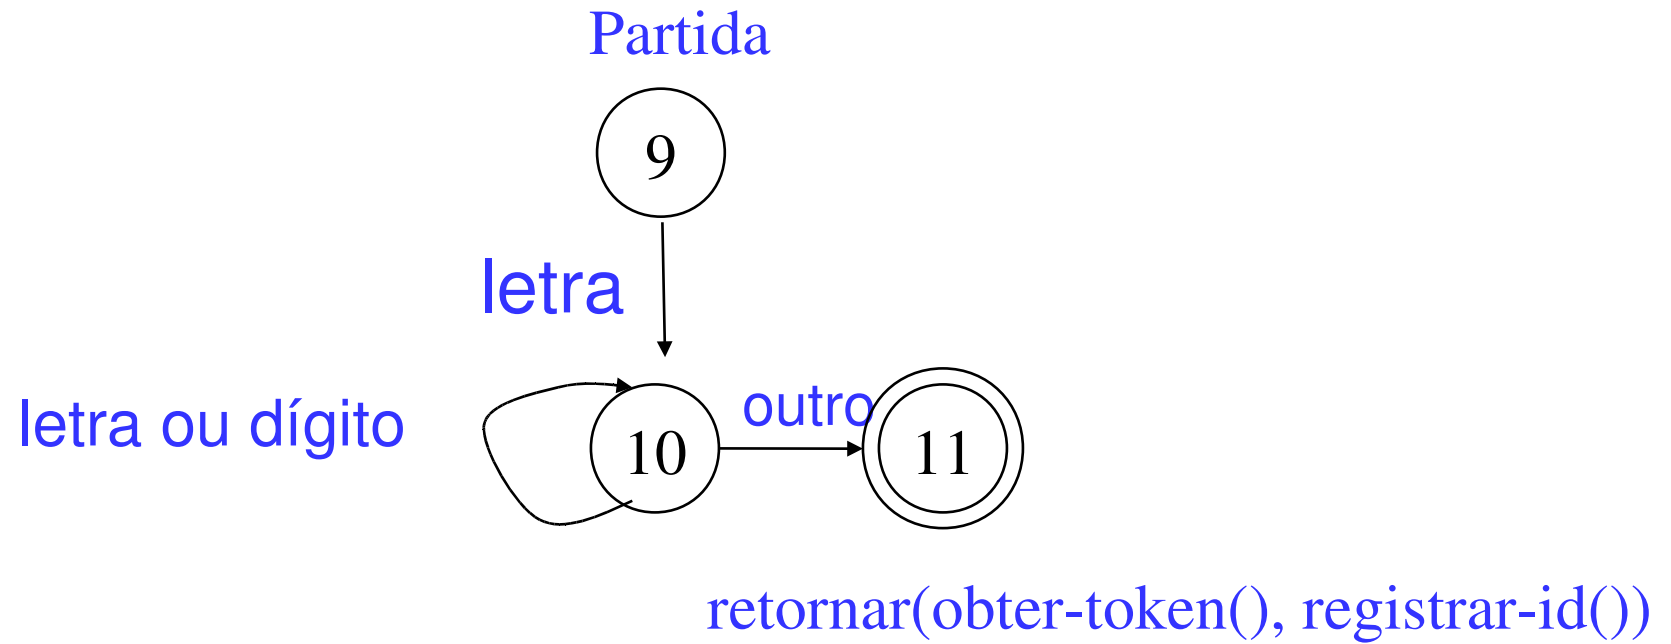 Partida
9
letra
letra ou dígito
10
outro
11
retornar(obter-token(), registrar-id())